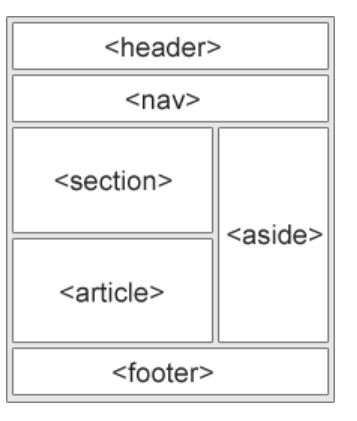 <header>
<nav>
<section>
<aside>
<article>
<footer>